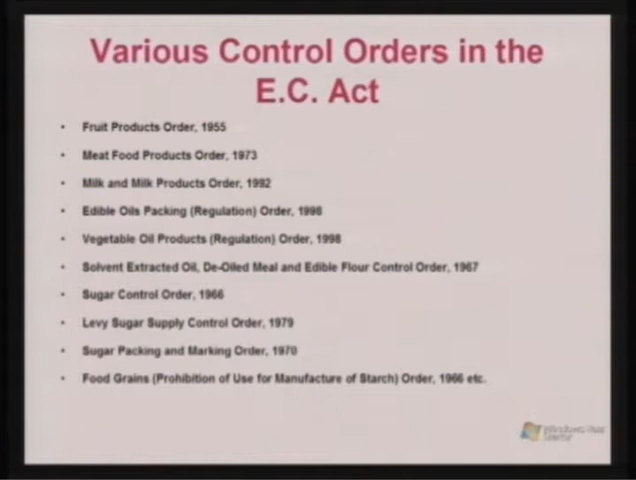 Various Control Orders in the
E.C. Act
• Fruit Products Order, 1955
• Meat Food Products Order, 1973
• Milk and Milk Products Order, 1992
• Edible Oils Packing (Regulation) Order, 1998
• Vegetable Oil Products (Regulation) Order, 1998
• Solvent Extracted Oil, De-Oiled Meal and Edible Flour Control Order, 1967
• Sugar Control Order, 1966
• Levy Sugar Supply Control Order, 1979
• Sugar Packing and Marking Order, 1970
• Food Grains (Prohibition of Use for Manufacture of Starch) Order, 1966 etc.
Windows Vista
Starter